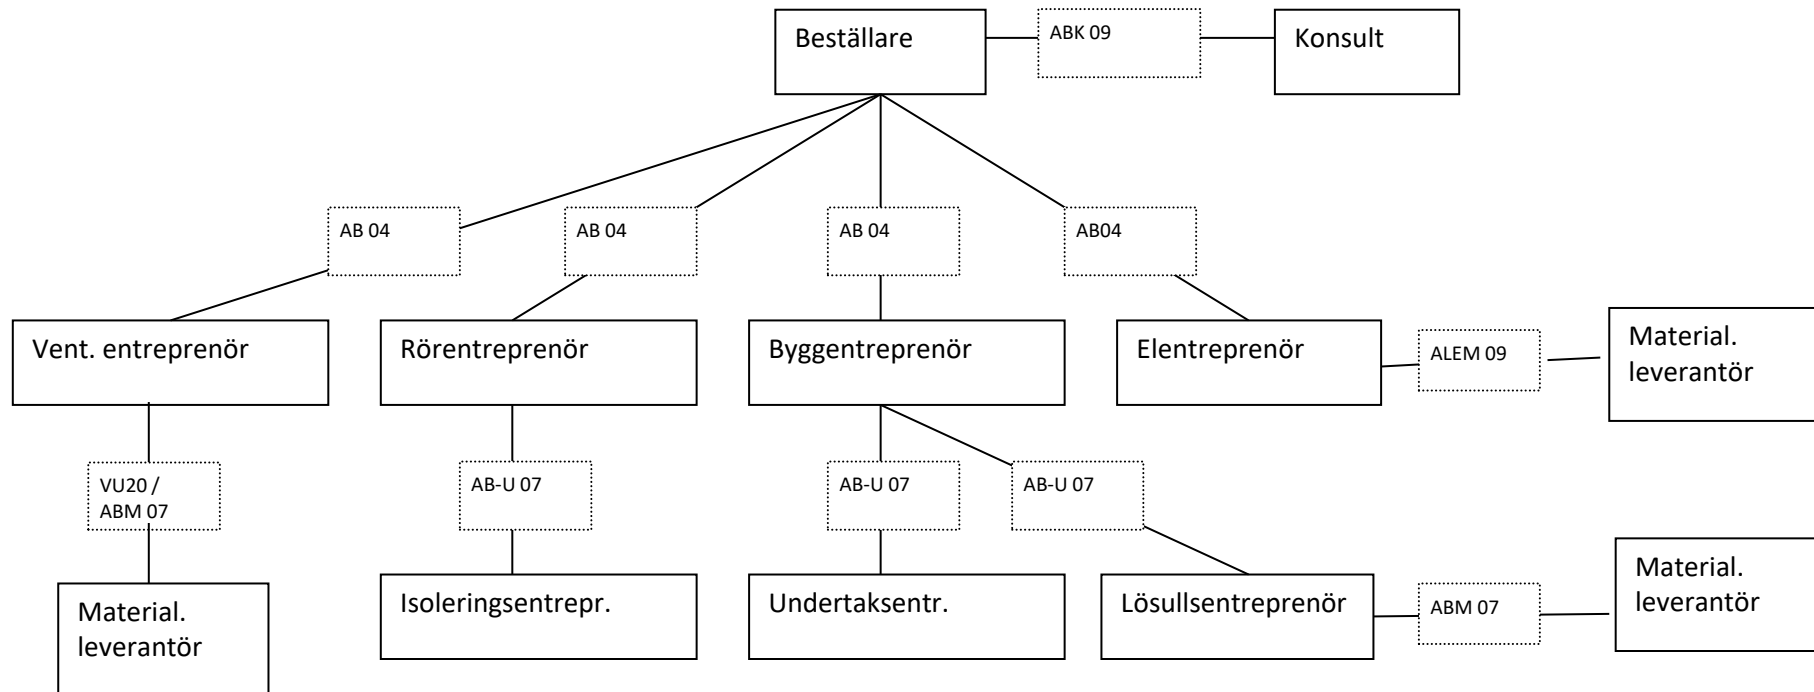 Beställare
ABK 09
Konsult
AB 04
AB 04
AB 04
AB04
Vent. entreprenör
Rörentreprenör
Byggentreprenör
Elentreprenör
ALEM 09
Material.
leverantör
VU20 /
ABM 07
AB-U 07
AB-U 07
AB-U 07
Material.
leverantör
Isoleringsentrepr.
Undertaksentr.
Lösullsentreprenör
ABM 07
Material.
leverantör